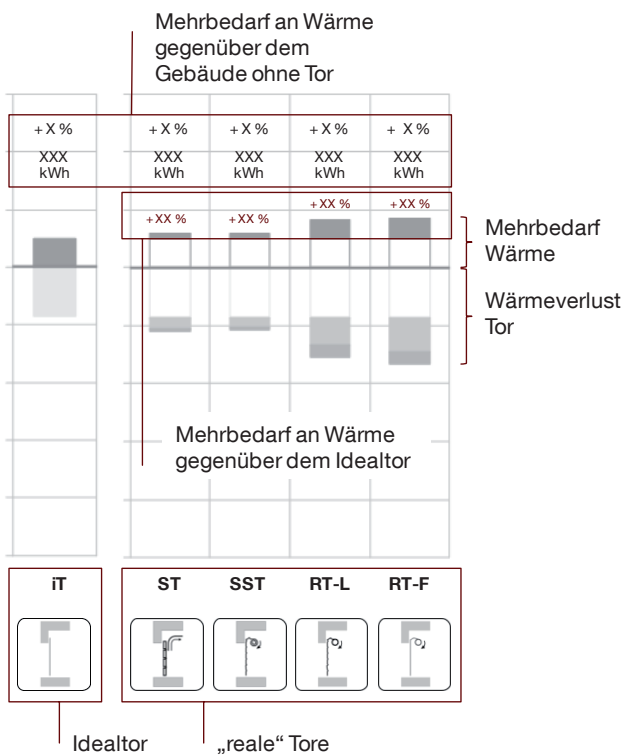 Mehrbedarf an Wärme
gegenüber dem
Gebäude ohne Tor
+ X %
+ X %
+ X %
+ X %
+ X %
XXX
kWh
XXX
kWh
XXX
kWh
XXX
kWh
XXX
kWh
+XX %
+XX %
+XX %
+XX %
Mehrbedarf
Wärme
Wärmeverlust
Tor
Mehrbedarf an Wärme
gegenüber dem Idealtor
iT
ST
SST
RT-L
RT-F
Idealtor
„reale“ Tore